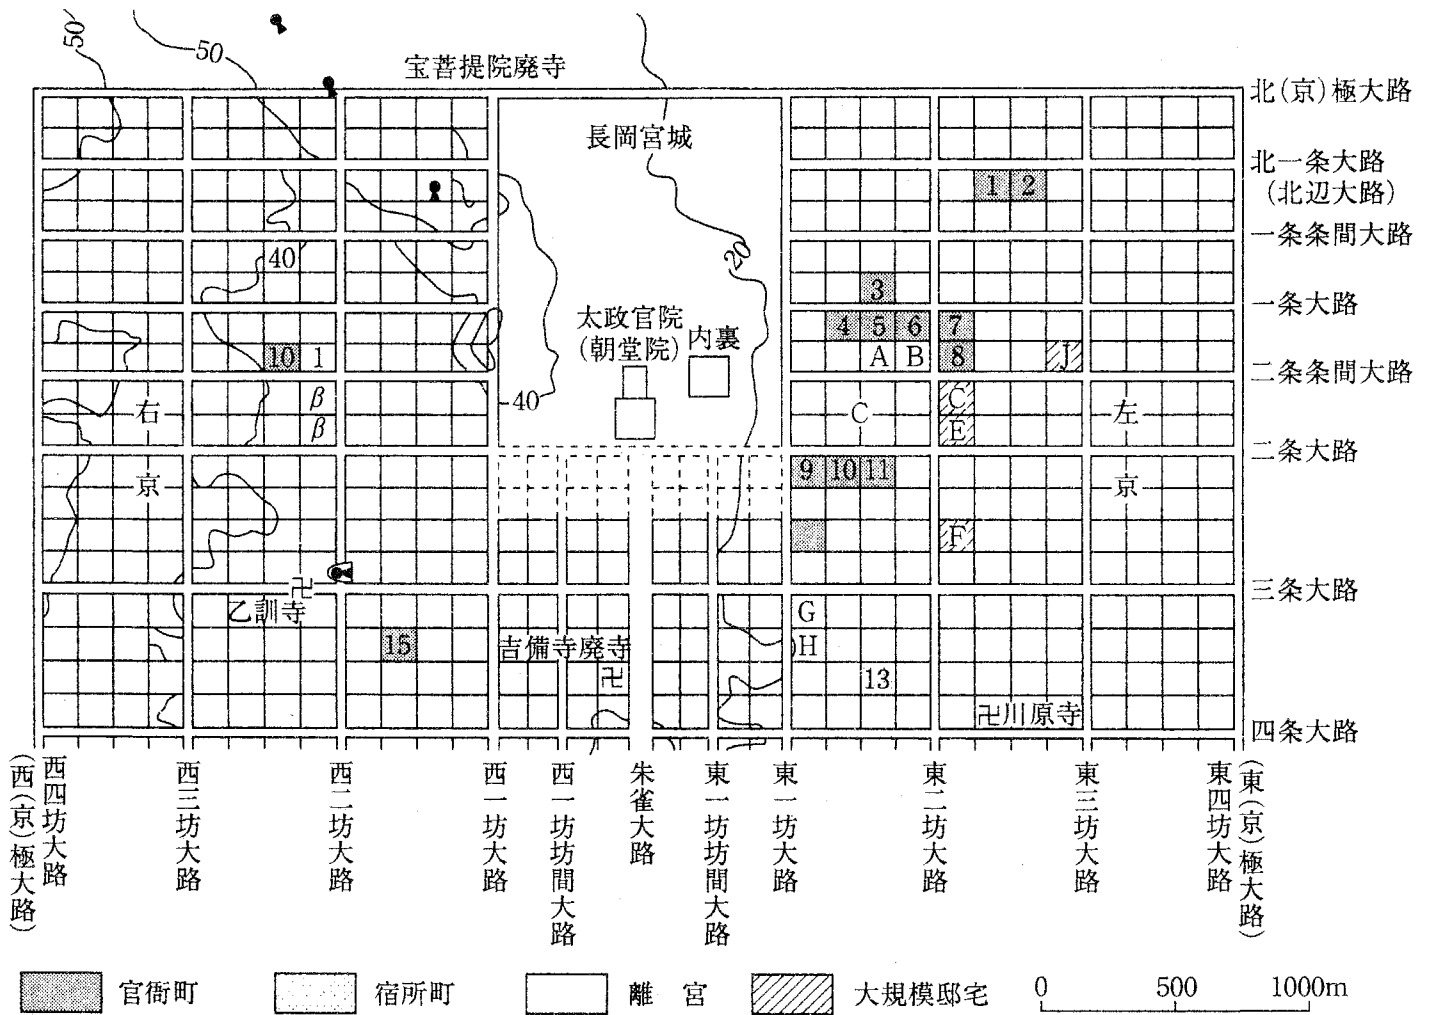 50
50
宝菩提院廃寺
北(京)極大路
長岡宮城
北一条大路
(北辺大路)
1 2
一条条間大路
20
40
3
一条大路
太政官院
(朝堂院)
内裏
4 5 6 7
10 1
A B 8 J
二条条間大路
40
右
β
β
C
C
E
左
二条大路
京
9 10 11
京
F
卍
三条大路
乙訓寺
G
15
吉備寺廃寺
H
卍
13
卍川原寺
四条大路
(西(京)極大路)
西四坊大路
西三坊大路
西二坊大路
西一坊大路
西一坊坊間大路
朱雀大路
東一坊坊間大路
東一坊大路
東二坊大路
東三坊大路
東四坊大路
(東(京)極大路)
官衙町
宿所町
離宮
大規模邸宅
0 500 1000m